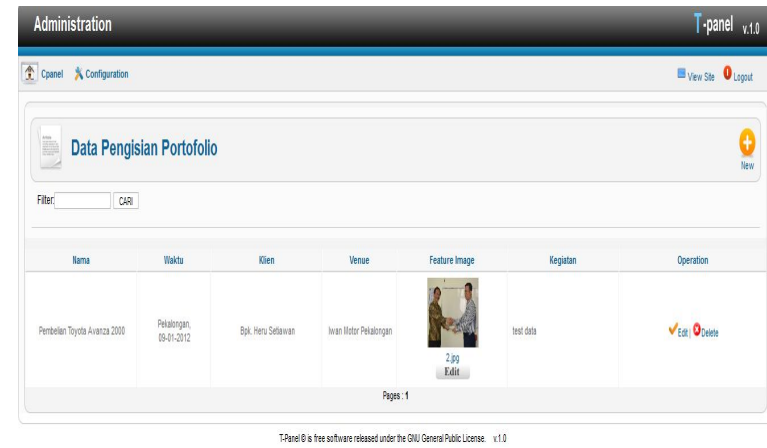 Administration
T-panel v.1.0
Cpanel Configuration
View Site Logout
Data Pengisian Portofolio
New
Filter: CARI
Nama Waktu Klien Venue Feature Image Kegiatan Operation
Pembelian Toyota Avanza 2000
Pekalongan,
09-01-2012
Bpk. Heru Setiawan
Iwan Motor Pekalongan
2.jpg
Edit
test data
Edit | Delete
Pages : 1
T-Panel © is free software released under the GNU General Public License. v.1.0